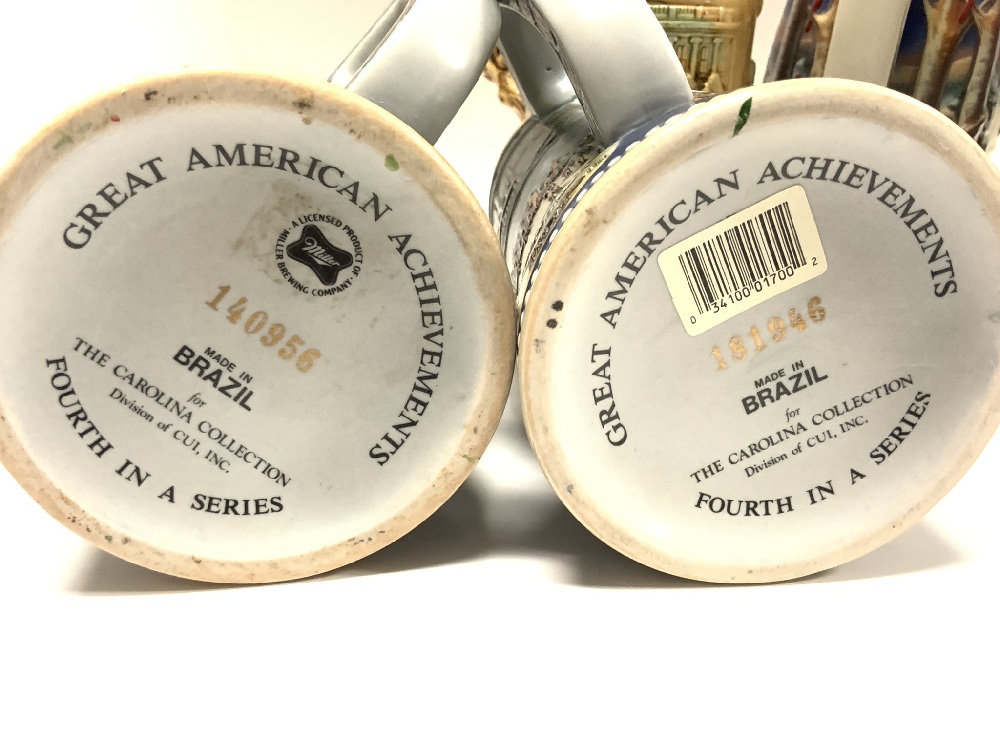 GREAT AMERICAN ACHIEVEMENTS
· A LICENSED PRODUCT OF · MILLER BREWING COMPANY
Miller
140956
MADE IN
BRAZIL
for
THE CAROLINA COLLECTION
Division of CUI, INC.
FOURTH IN A SERIES
GREAT AMERICAN ACHIEVEMENTS
0 34100 01700 2
181946
MADE IN
BRAZIL
for
THE CAROLINA COLLECTION
Division of CUI, INC.
FOURTH IN A SERIES